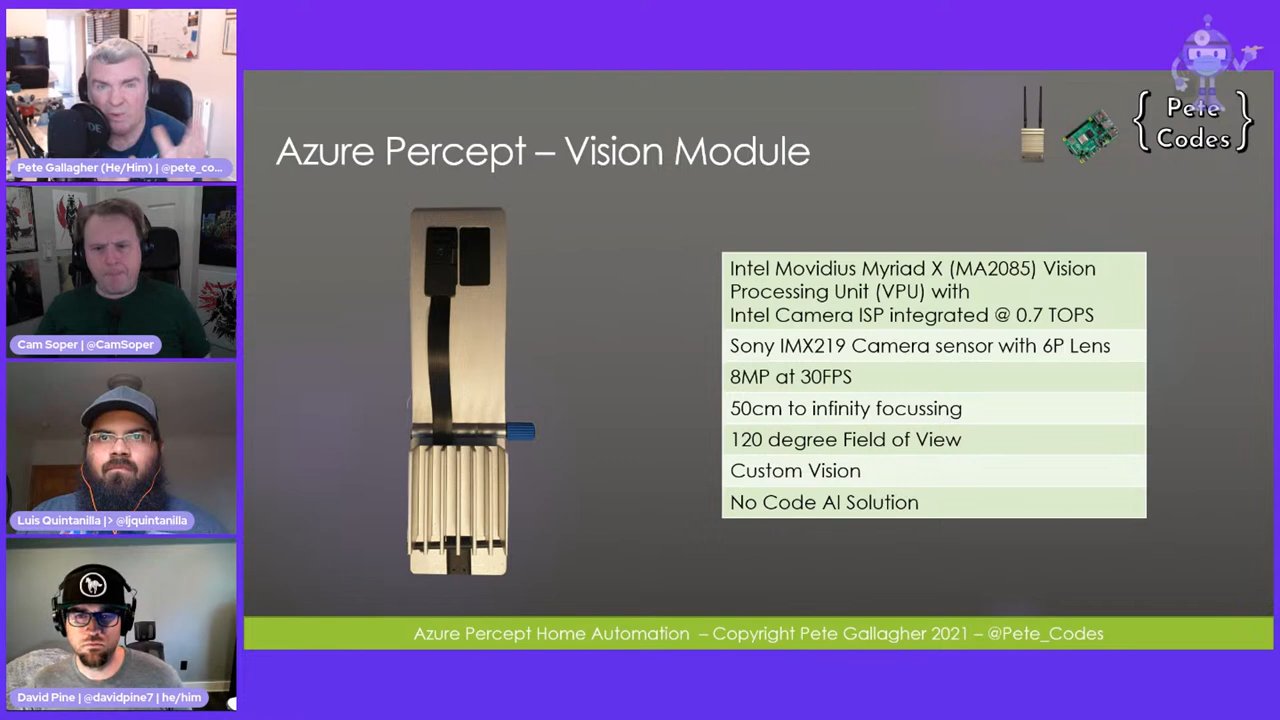 Pete Gallagher (He/Him) | @pete_co...
Cam Soper | @CamSoper
Luis Quintanilla |> @ljquintanilla
David Pine | @davidpine7 | he/him
Azure Percept – Vision Module
{ Pete
Codes }
Intel Movidius Myriad X (MA2085) Vision
Processing Unit (VPU) with
Intel Camera ISP integrated @ 0.7 TOPS
Sony IMX219 Camera sensor with 6P Lens
8MP at 30FPS
50cm to infinity focussing
120 degree Field of View
Custom Vision
No Code AI Solution
Azure Percept Home Automation – Copyright Pete Gallagher 2021 – @Pete_Codes